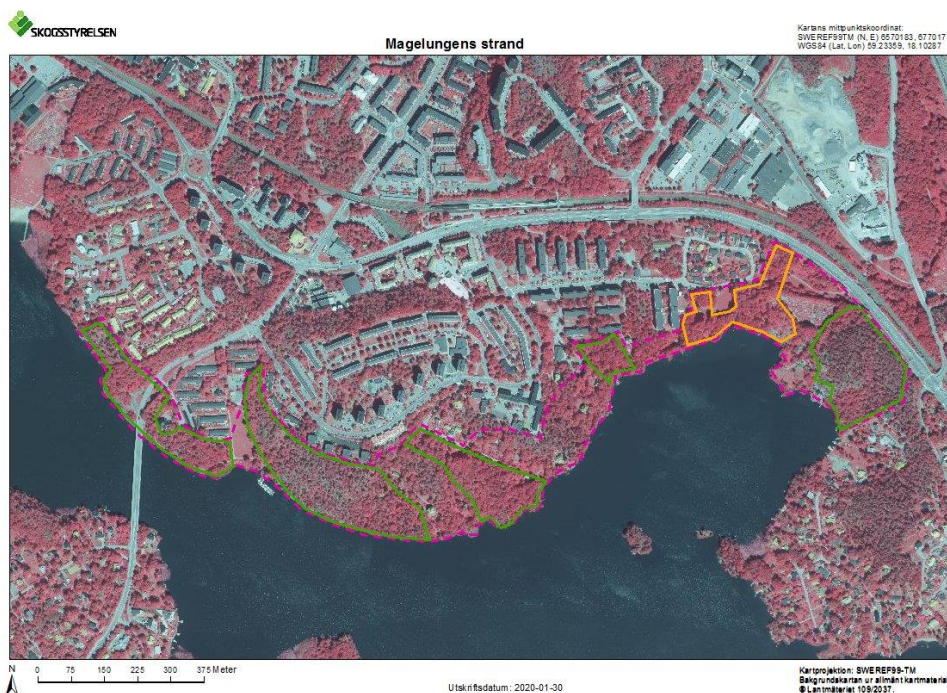 SKOGSSTYRELSEN
Magelungens strand
Kartans mittpunktskoordinat:
SWEREF99TM (N, E) 6570183, 677017
WGS84 (Lat, Lon) 59.23359, 18.10287
N
0 75 150 225 300 375 Meter
Utskriftsdatum: 2020-01-30
Kartprojektion: SWEREF99-TM
Bakgrundskartan ur allmänt kartmateria
© Lantmäteriet 109/2037.